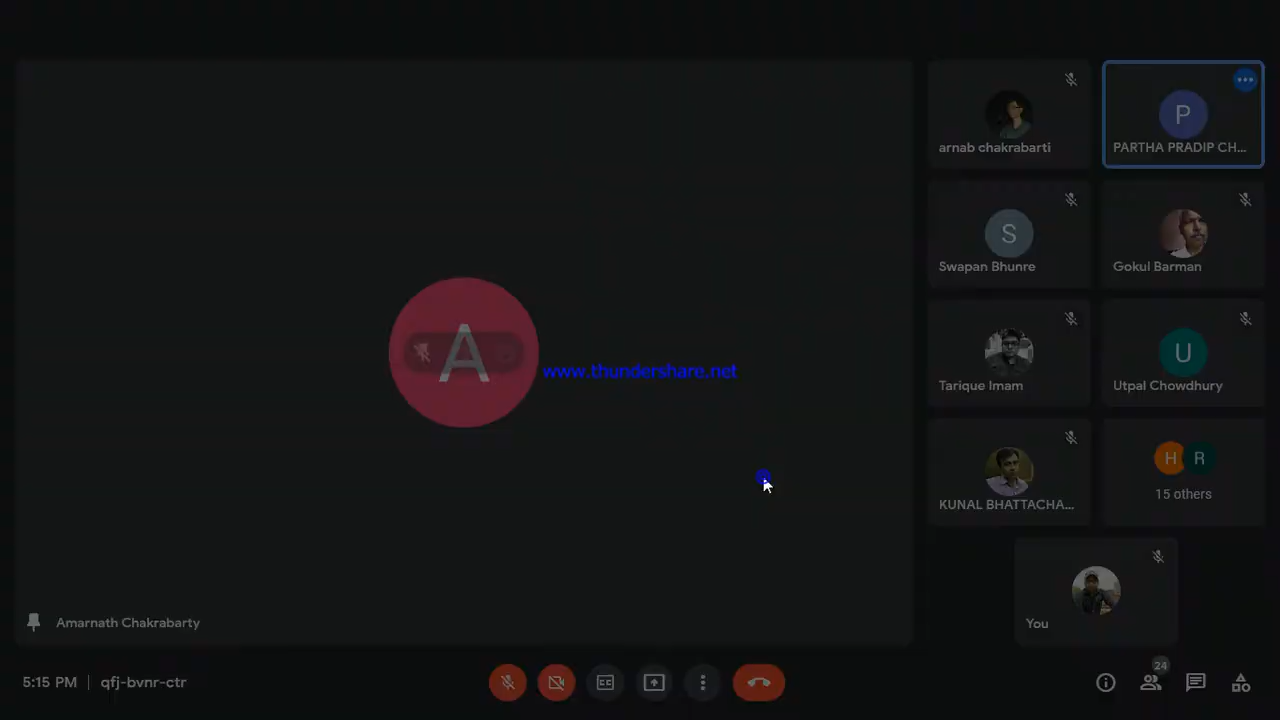 arnab chakrabarti
P
PARTHA PRADIP CH...
S
Swapan Bhunre
Gokul Barman
A
www.thundershare.net
Tarique Imam
U
Utpal Chowdhury
KUNAL BHATTACHA...
H R
15 others
Amarnath Chakrabarty
You
5:15 PM | qfj-bvnr-ctr
24